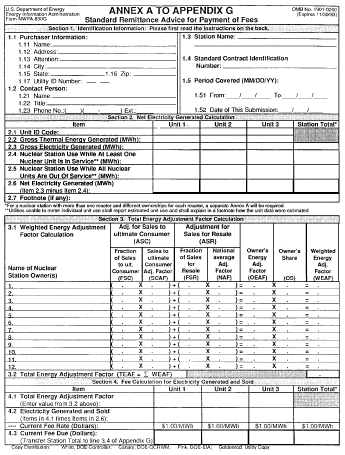 U.S. Department of Energy
Energy Information Administration
Form NWPA-830G
ANNEX A TO APPENDIX G
Standard Remittance Advice for Payment of Fees
OMB No. 1901-0260
Section 1. Identification Information: Please first read the instructions on the back.
1.1 Purchaser Information:
1.11 Name:
1.12 Address:
1.13 Attention:
1.14 City:
1.15 State: 1.16 Zip:
1.17 Utility ID Number:
1.2 Contact Person:
1.21 Name:
1.22 Title:
1.23 Phone No.:( ) - Ext.:
1.3 Station Name:
1.4 Standard Contract Identification
Number:
1.5 Period Covered (MM/DD/YY):
1.51 From: / / To: / /
1.52 Date of This Submission: / /
Section 2. Net Electricity Generated Calculation
Item Unit 1 Unit 2 Unit 3 Station Total*
2.1 Unit ID Code:
2.2 Gross Thermal Energy Generated (MWh):
2.3 Gross Electricity Generated (MWh):
2.4 Nuclear Station Use While At Least One
Nuclear Unit Is in Service** (MWh):
2.5 Nuclear Station Use While All Nuclear
Units Are Out Of Service** (MWh):
2.6 Net Electricity Generated (MWh)
(Item 2.3 minus Item 2.4):
2.7 Footnote (if any):
*For a nuclear station with more than one reactor and different ownerships for each reactor, a separate Annex A will be required.
**Utilities unable to meter individual unit use shall report estimated unit use and shall explain in a footnote how the unit data were estimated
Section 3. Total Energy Adjustment Factor Calculation
3.1 Weighted Energy Adjustment
Factor Calculation
Adj. for Sales to
ultimate Consumer
(ASC)
Adjustment for
Sales for Resale
(ASR)
Name of Nuclear
Station Owner(s)
Fraction
of Sales
to ult.
Consumer
(FSC)
Sales to
ultimate
Consumer
Adj. Factor
(SCAF)
Fraction
of Sales
for
Resale
(FSR)
National
average
Adj.
Factor
(NAF)
Owner's
Energy
Adj.
Factor
(OEAF)
Owner's
Share
(OS)
Weighted
Energy
Adj.
Factor
(WEAF)
1. . X . ) + ( . X . ) = . X . = .
2. . X . ) + ( . X . ) = . X . = .
3. . X . ) + ( . X . ) = . X . = .
4. . X . ) + ( . X . ) = . X . = .
5. . X . ) + ( . X . ) = . X . = .
6. . X . ) + ( . X . ) = . X . = .
7. . X . ) + ( . X . ) = . X . = .
8. . X . ) + ( . X . ) = . X . = .
9. . X . ) + ( . X . ) = . X . = .
10. . X . ) + ( . X . ) = . X . = .
11. . X . ) + ( . X . ) = . X . = .
12. . X . ) + ( . X . ) = . X . = .
3.2 Total Energy Adjustment Factor (TEAF = Σ WEAF)
Section 4. Fee Calculation for Electricity Generated and Sold
Item Unit 1 Unit 2 Unit 3 Station Total*
4.1 Total Energy Adjustment Factor
(Enter value from 3.2 above):
4.2 Electricity Generated and Sold
(Items in 4.1 times items in 2.6):
---- Current Fee Rate (Dollars): $1.00/MWh $1.00/MWh $1.00/MWh
4.3 Current Fee Due (Dollars):
(Transfer Station Total to line 3.4 of Appendix G):
Copy Distribution: White, DOE Controller; Canary, DOE-OCRWM; Pink, DOE-EIA; Goldenrod, Utility Copy